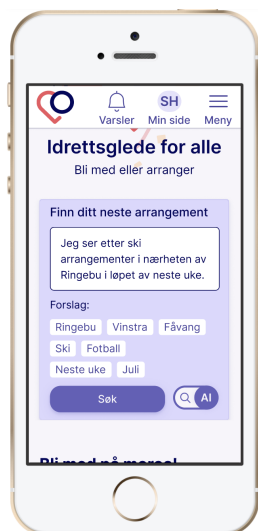 SH
Varsler Min side Meny
Idrettsglede for alle
Bli med eller arranger
Finn ditt neste arrangement
Jeg ser etter ski
arrangementer i nærheten av
Ringebu i løpet av neste uke.
Forslag:
Ringebu Vinstra Fåvang
Ski Fotball
Neste uke Juli
Søk AI